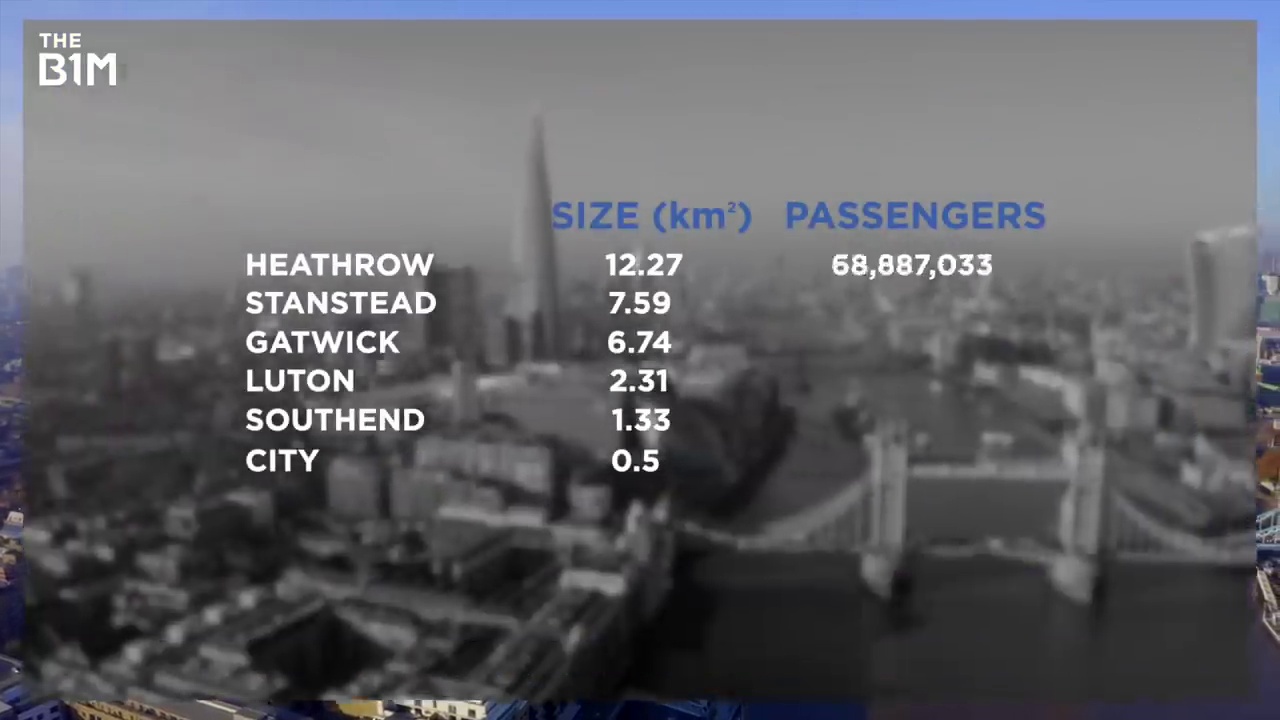 THE
B1M
SIZE (km²) PASSENGERS
HEATHROW 12.27 68,887,033
STANSTEAD 7.59
GATWICK 6.74
LUTON 2.31
SOUTHEND 1.33
CITY 0.5